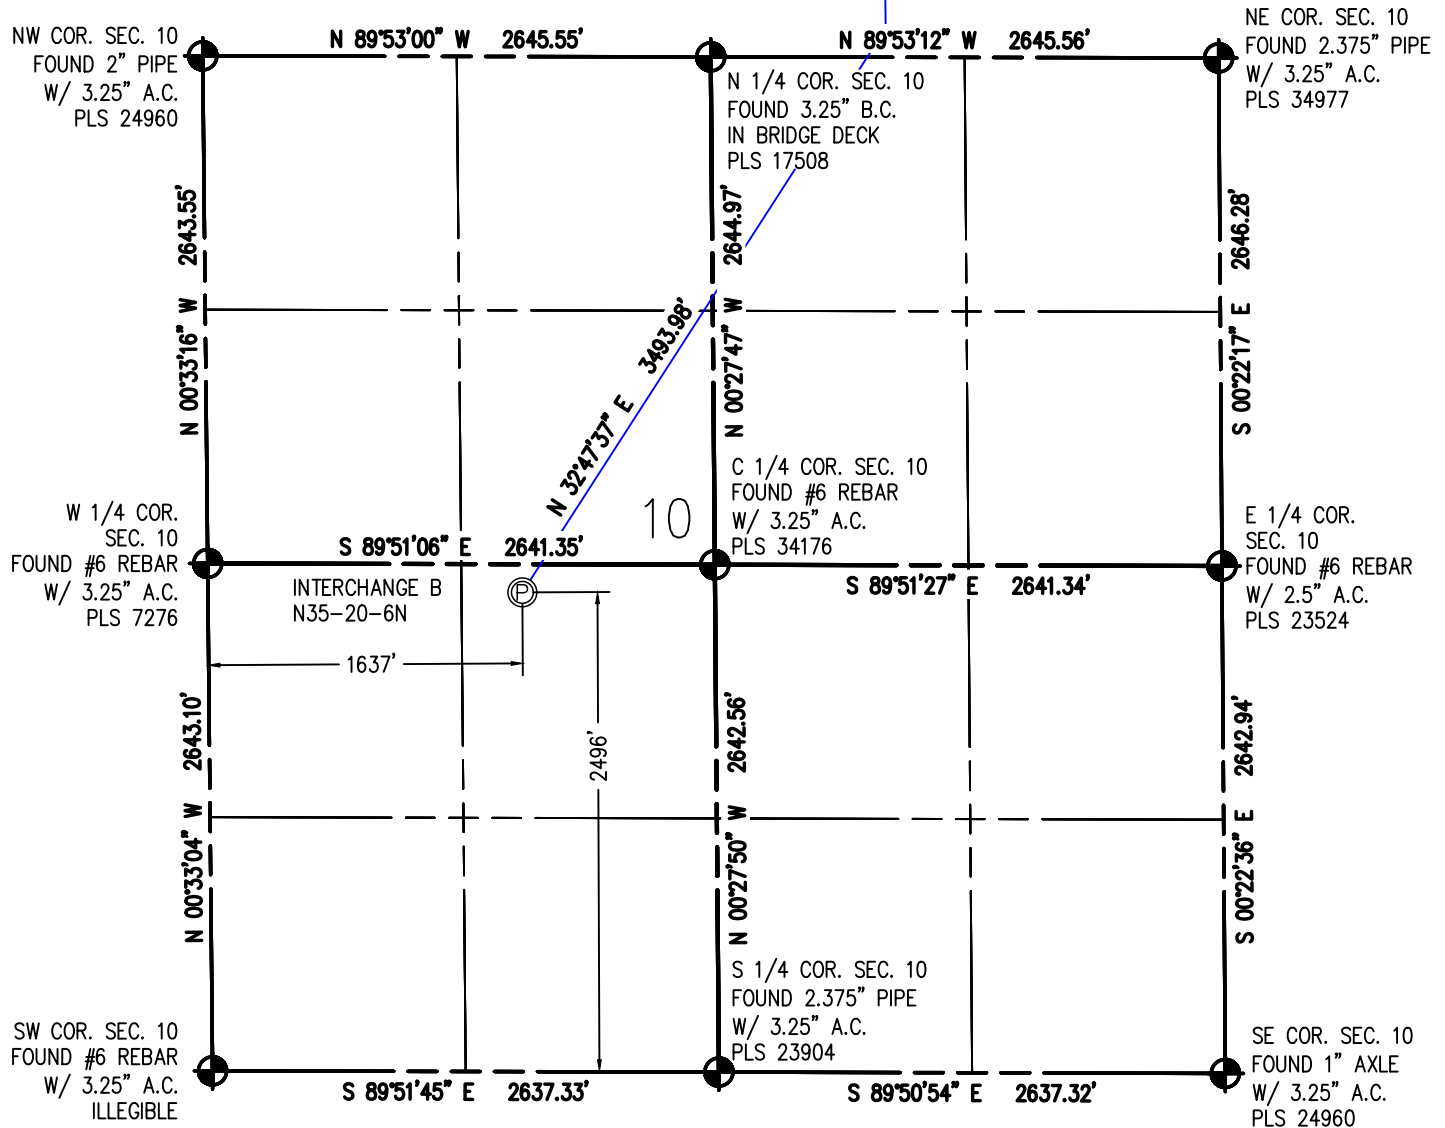 NW COR. SEC. 10
FOUND 2" PIPE
W/ 3.25" A.C.
PLS 24960
N 89°53'00" W 2645.55'
N 89°53'12" W 2645.56'
NE COR. SEC. 10
FOUND 2.375" PIPE
W/ 3.25" A.C.
PLS 34977
N 1/4 COR. SEC. 10
FOUND 3.25" B.C.
IN BRIDGE DECK
PLS 17508
N 00°33'16" W 2643.55'
N 00°27'47" W 2644.97'
S 00°22'17" E 2646.28'
N 32°47'37" E 3493.98'
W 1/4 COR.
SEC. 10
FOUND #6 REBAR
W/ 3.25" A.C.
PLS 7276
10
C 1/4 COR. SEC. 10
FOUND #6 REBAR
W/ 3.25" A.C.
PLS 34176
E 1/4 COR.
SEC. 10
FOUND #6 REBAR
W/ 2.5" A.C.
PLS 23524
S 89°51'06" E 2641.35'
S 89°51'27" E 2641.34'
INTERCHANGE B
N35-20-6N
P
1637'
2496'
N 00°33'04" W 2643.10'
N 00°27'50" W 2642.56'
S 00°22'36" E 2642.94'
SW COR. SEC. 10
FOUND #6 REBAR
W/ 3.25" A.C.
ILLEGIBLE
S 1/4 COR. SEC. 10
FOUND 2.375" PIPE
W/ 3.25" A.C.
PLS 23904
SE COR. SEC. 10
FOUND 1" AXLE
W/ 3.25" A.C.
PLS 24960
S 89°51'45" E 2637.33'
S 89°50'54" E 2637.32'